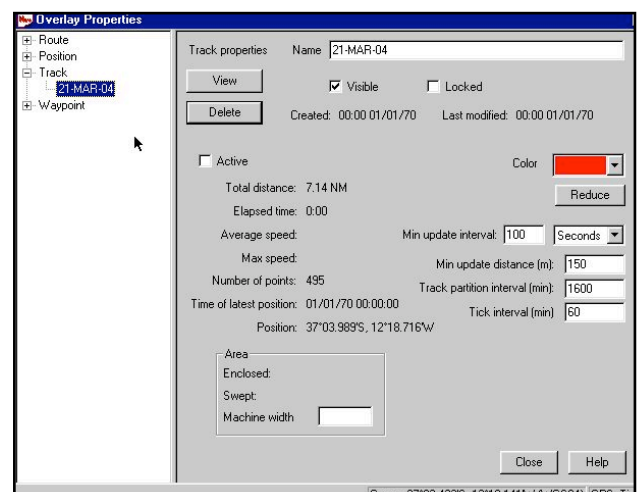 Overlay Properties
Route
Position
Track
21-MAR-04
Waypoint
Track properties Name 21-MAR-04
View Visible Locked
Delete Created: 00:00 01/01/70 Last modified: 00:00 01/01/70
Active Color
Total distance: 7.14 NM Reduce
Elapsed time: 0:00
Average speed: Min update interval: 100 Seconds
Max speed: Min update distance (m): 150
Number of points: 495 Track partition interval (min): 1600
Time of latest position: 01/01/70 00:00:00 Tick interval (min) 60
Position: 37°03.989'S, 12°18.716'W
Area
Enclosed:
Swept:
Machine width
Close Help